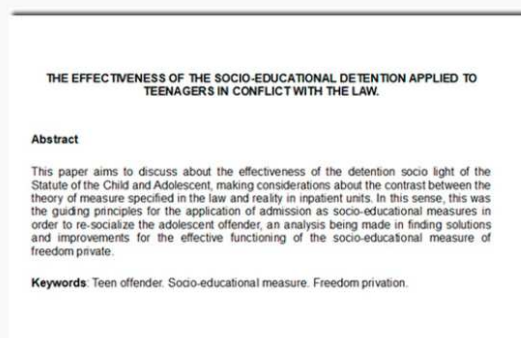 THE EFFECTIVENESS OF THE SOCIO-EDUCATIONAL DETENTION APPLIED TO
TEENAGERS IN CONFLICT WITH THE LAW.
Abstract
This paper aims to discuss about the effectiveness of the detention socio light of the
Statute of the Child and Adolescent, making considerations about the contrast between the
theory of measure specified in the law and reality in inpatient units. In this sense, this was
the guiding principles for the application of admission as socio-educational measures in
order to re-socialize the adolescent offender, an analysis being made in finding solutions
and improvements for the effective functioning of the socio-educational measure of
freedom private.
Keywords: Teen offender. Socio-educational measure. Freedom privation.